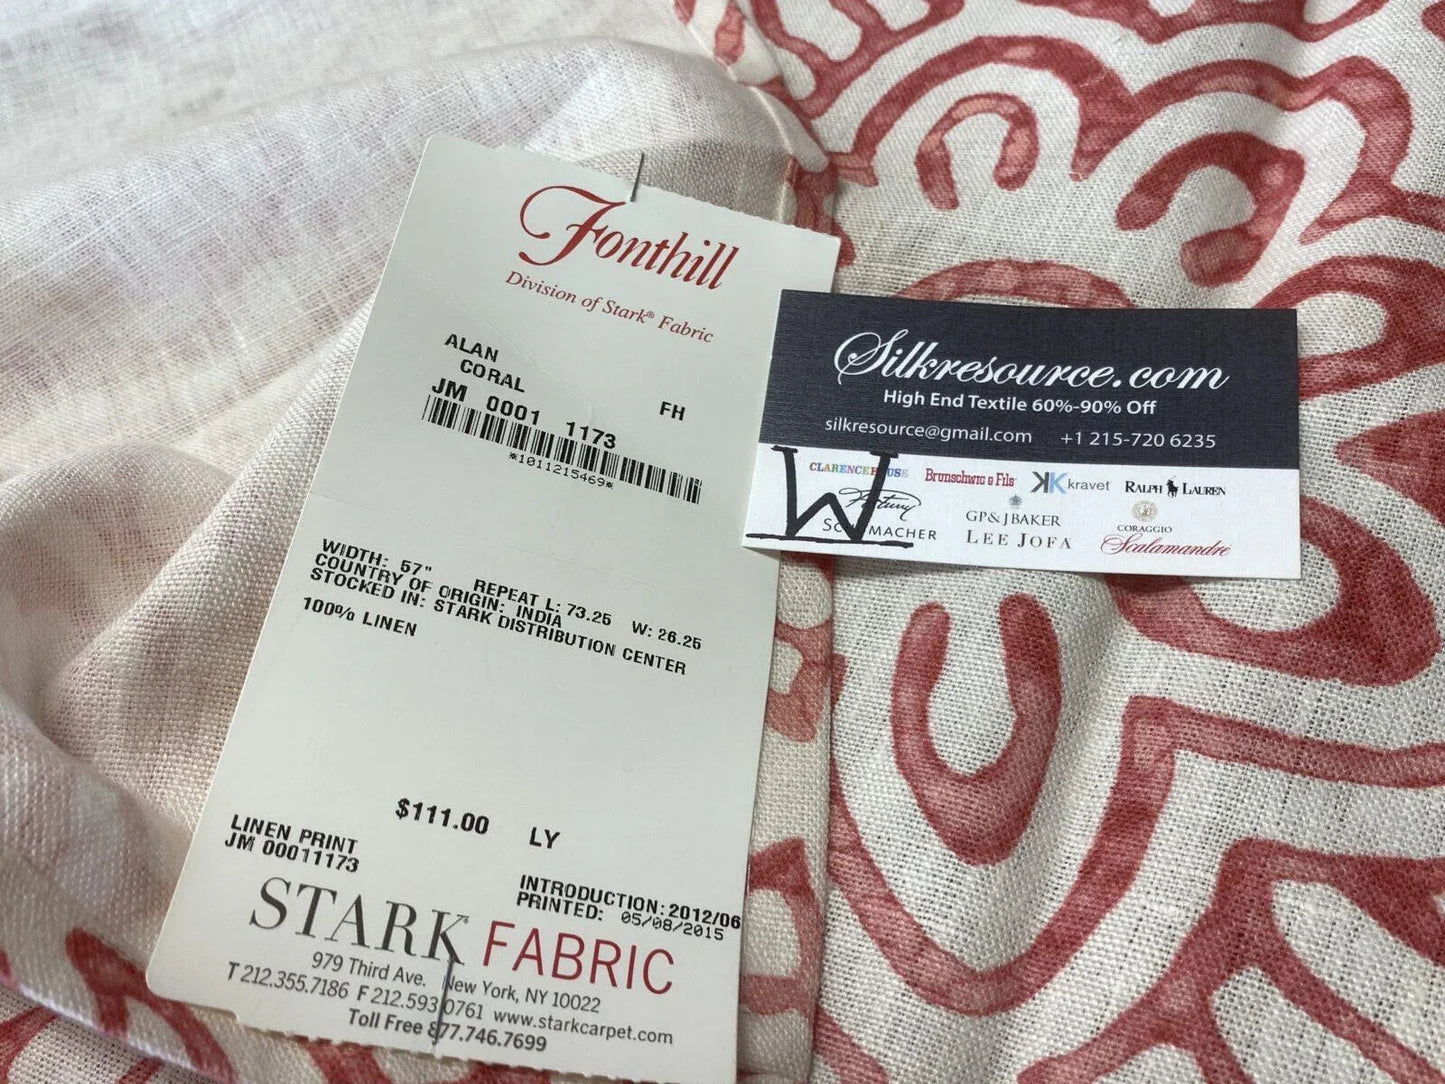 Fonthill
Division of Stark® Fabric
ALAN
CORAL
FH
JM 0001 1173
*1011215469*
WIDTH: 57" REPEAT L: 73.25 W: 26.25
COUNTRY OF ORIGIN: INDIA
STOCKED IN: STARK DISTRIBUTION CENTER
100% LINEN
$111.00 LY
LINEN PRINT
JM 00011173
INTRODUCTION: 2012/06
PRINTED: 05/08/2015
STARK® FABRIC
979 Third Ave. New York, NY 10022
T 212.355.7186 F 212.593.0761 www.starkcarpet.com
Toll Free 877.746.7699
Silkresource.com
High End Textile 60%-90% Off
silkresource@gmail.com +1 215-720 6235
W
CLARENCE HOUSE
Brunschwig & Fils
kravet
RALPH LAUREN
Fortuny
SCHUMACHER
GP & J BAKER
LEE JOFA
CORAGGIO
Scalamandré